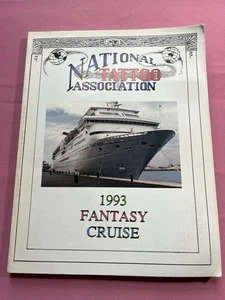 NATIONAL
TATTOO
ASSOCIATION
1993
FANTASY
CRUISE